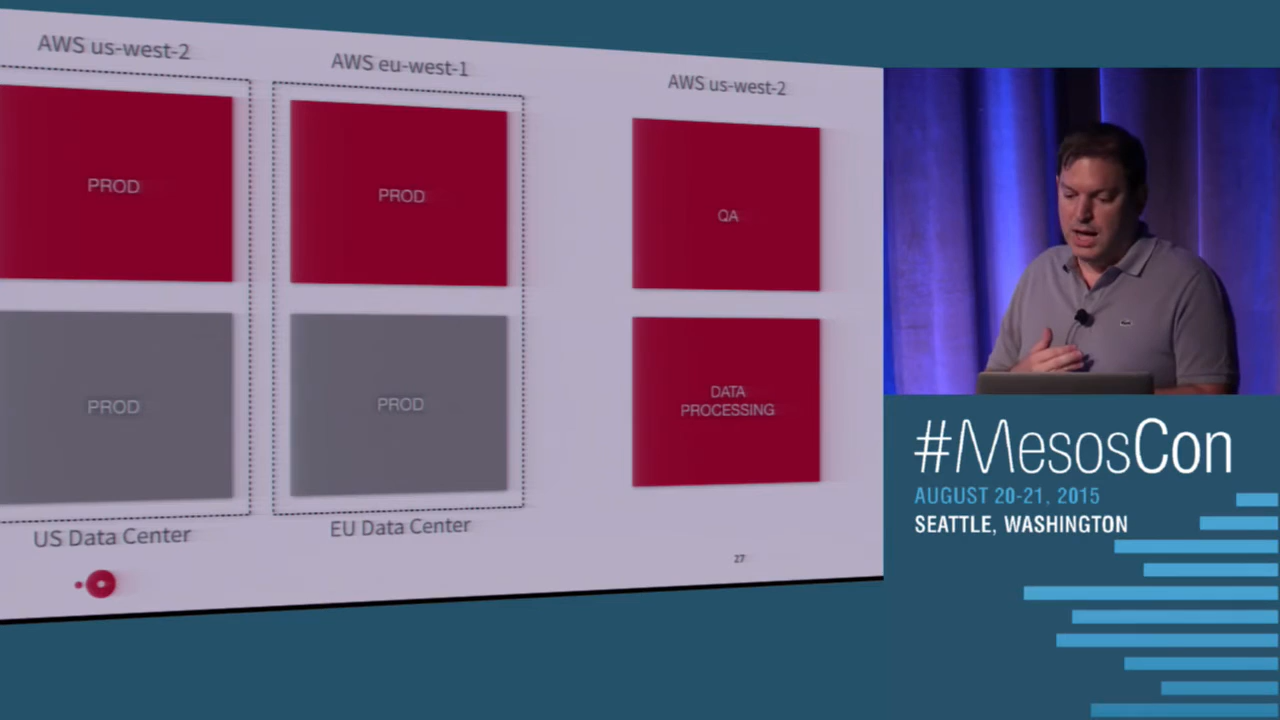 AWS us-west-2
AWS eu-west-1
AWS us-west-2
PROD
PROD
QA
PROD
PROD
DATA
PROCESSING
US Data Center
EU Data Center
27
#MesosCon
AUGUST 20-21, 2015
SEATTLE, WASHINGTON